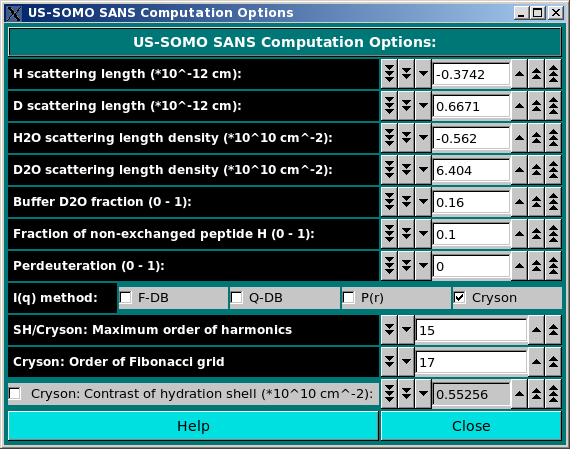 US-SOMO SANS Computation Options
US-SOMO SANS Computation Options:
H scattering length (*10^-12 cm): -0.3742
D scattering length (*10^-12 cm): 0.6671
H2O scattering length density (*10^10 cm^-2): -0.562
D2O scattering length density (*10^10 cm^-2): 6.404
Buffer D2O fraction (0 - 1): 0.16
Fraction of non-exchanged peptide H (0 - 1): 0.1
Perdeuteration (0 - 1): 0
I(q) method: F-DB Q-DB P(r) Cryson
SH/Cryson: Maximum order of harmonics 15
Cryson: Order of Fibonacci grid 17
Cryson: Contrast of hydration shell (*10^10 cm^-2): 0.55256
Help Close